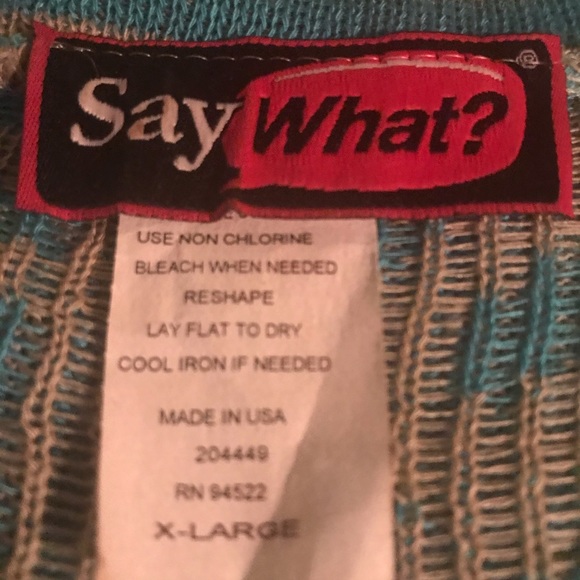 Say What? ®
USE NON CHLORINE
BLEACH WHEN NEEDED
RESHAPE
LAY FLAT TO DRY
COOL IRON IF NEEDED
MADE IN USA
204449
RN 94522
X-LARGE